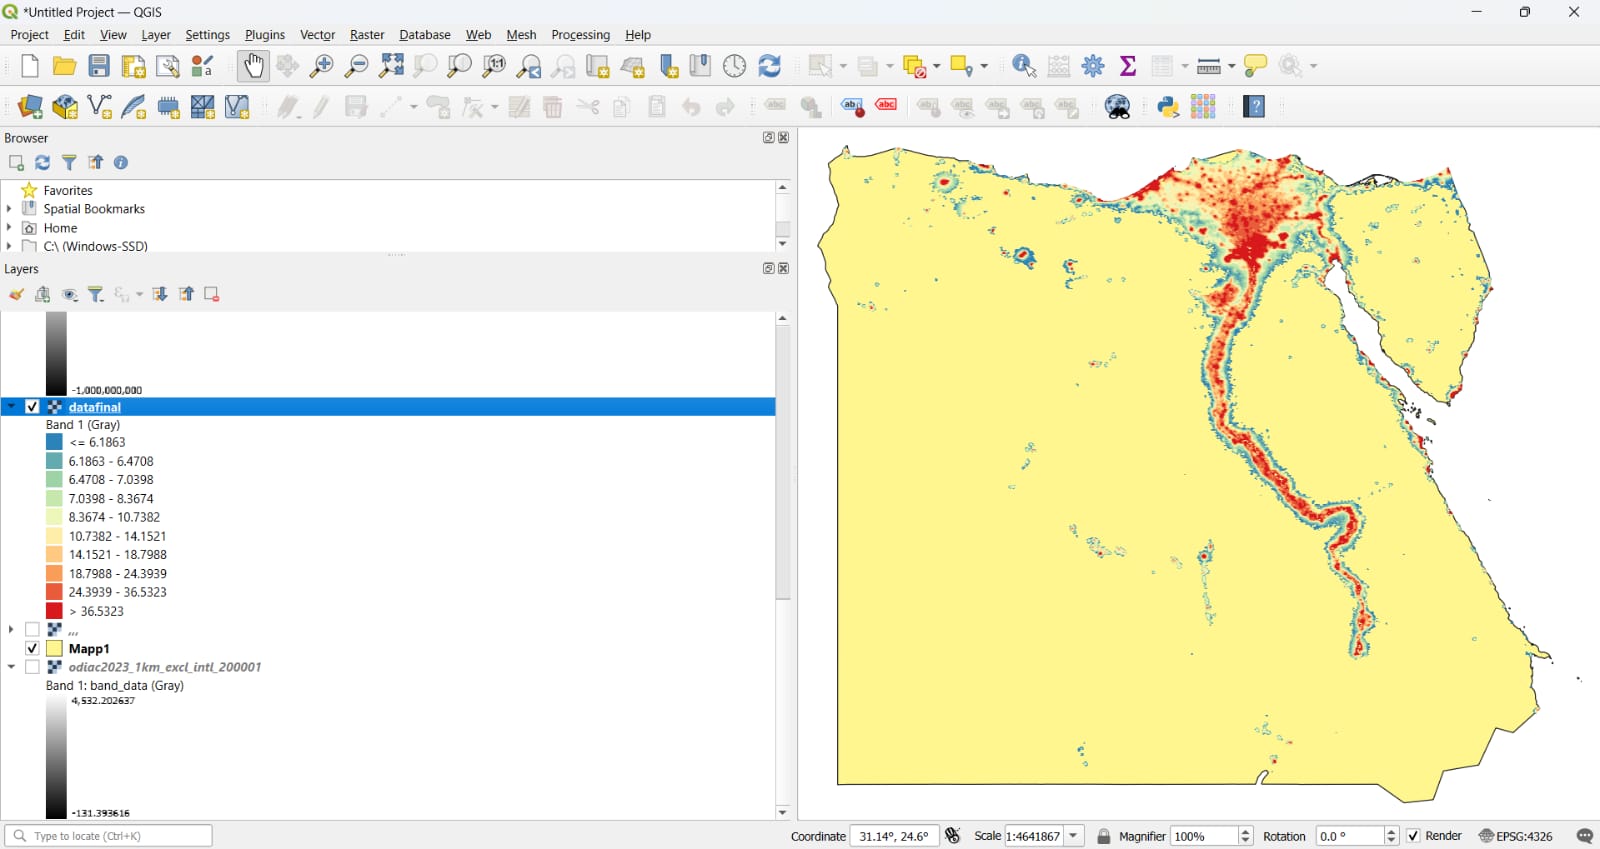 *Untitled Project — QGIS
Project Edit View Layer Settings Plugins Vector Raster Database Web Mesh Processing Help
Browser
Favorites
Spatial Bookmarks
Home
C:\ (Windows-SSD)
Layers
-1,000,000,000
datafinal
Band 1 (Gray)
<= 6.1863
6.1863 - 6.4708
6.4708 - 7.0398
7.0398 - 8.3674
8.3674 - 10.7382
10.7382 - 14.1521
14.1521 - 18.7988
18.7988 - 24.3939
24.3939 - 36.5323
> 36.5323
,,,
Mapp1
odiac2023_1km_excl_intl_200001
Band 1: band_data (Gray)
4,532.202637
-131.393616
Type to locate (Ctrl+K) Coordinate 31.14°, 24.6° Scale 1:4641867 Magnifier 100% Rotation 0.0 ° Render EPSG:4326